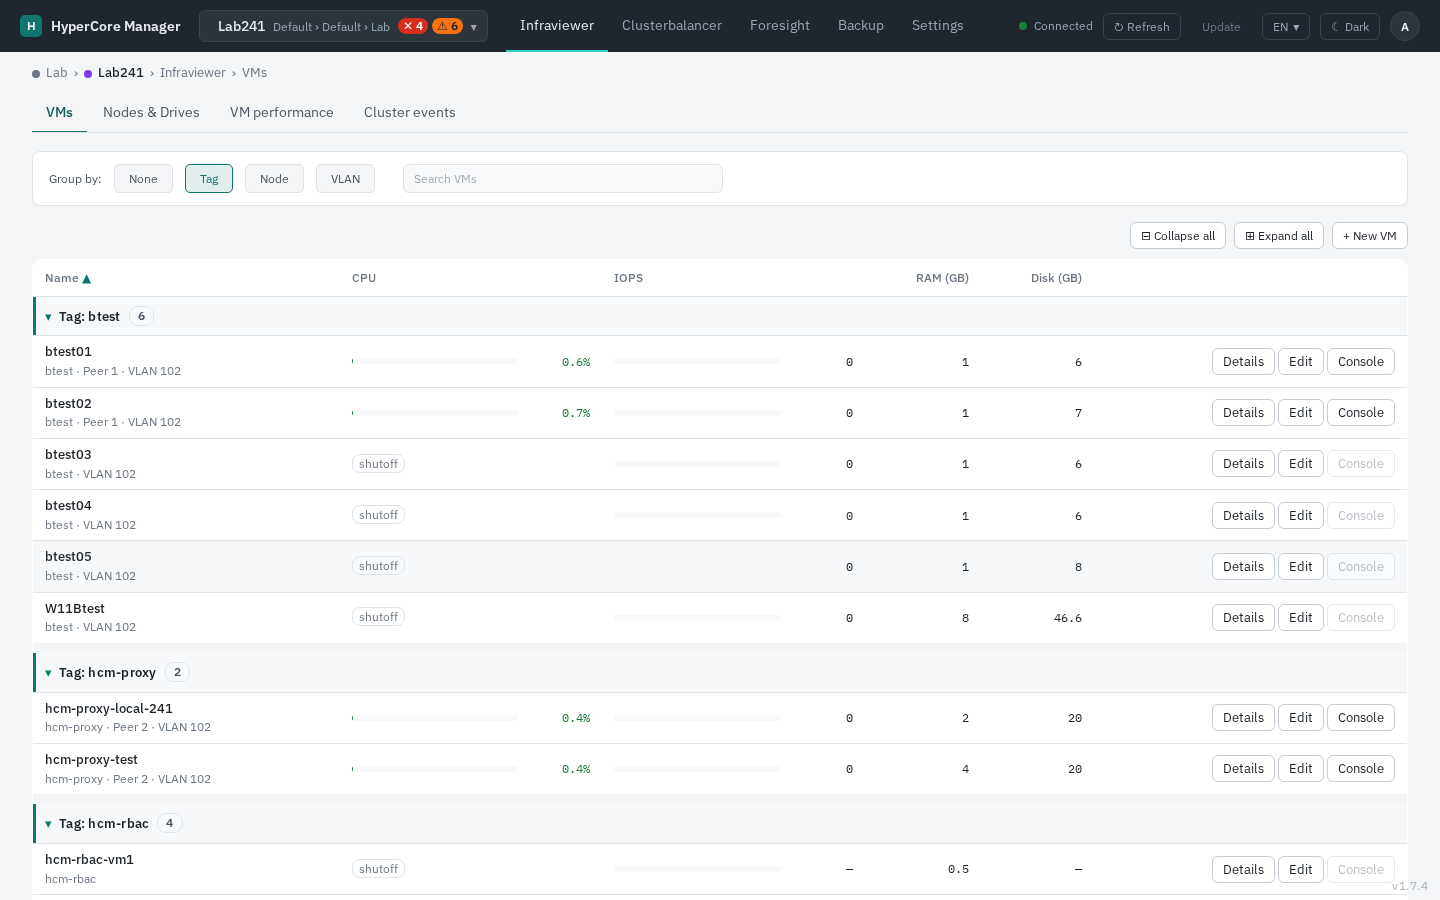 H HyperCore Manager Lab241 Default › Default › Lab ✕ 4 ⚠ 6 ▾ Infraviewer Clusterbalancer Foresight Backup Settings Connected ↻ Refresh Update EN ▾ ☾ Dark A
Lab › Lab241 › Infraviewer › VMs
VMs Nodes & Drives VM performance Cluster events
Group by: None Tag Node VLAN Search VMs
⊟ Collapse all ⊞ Expand all + New VM
Name ▲ CPU IOPS RAM (GB) Disk (GB)
▾ Tag: btest 6
btest01 0.6% 0 1 6 Details Edit Console
btest · Peer 1 · VLAN 102
btest02 0.7% 0 1 7 Details Edit Console
btest · Peer 1 · VLAN 102
btest03 shutoff 0 1 6 Details Edit Console
btest · VLAN 102
btest04 shutoff 0 1 6 Details Edit Console
btest · VLAN 102
btest05 shutoff 0 1 8 Details Edit Console
btest · VLAN 102
W11Btest shutoff 0 8 46.6 Details Edit Console
btest · VLAN 102
▾ Tag: hcm-proxy 2
hcm-proxy-local-241 0.4% 0 2 20 Details Edit Console
hcm-proxy · Peer 2 · VLAN 102
hcm-proxy-test 0.4% 0 4 20 Details Edit Console
hcm-proxy · Peer 2 · VLAN 102
▾ Tag: hcm-rbac 4
hcm-rbac-vm1 shutoff — 0.5 — Details Edit Console
hcm-rbac
v1.7.4